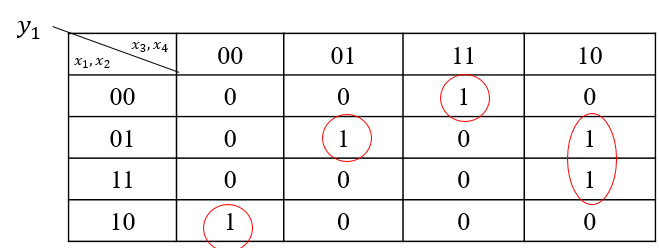 y₁
x₃, x₄
x₁, x₂
00 01 11 10
00 0 0 1 0
01 0 1 0 1
11 0 0 0 1
10 1 0 0 0